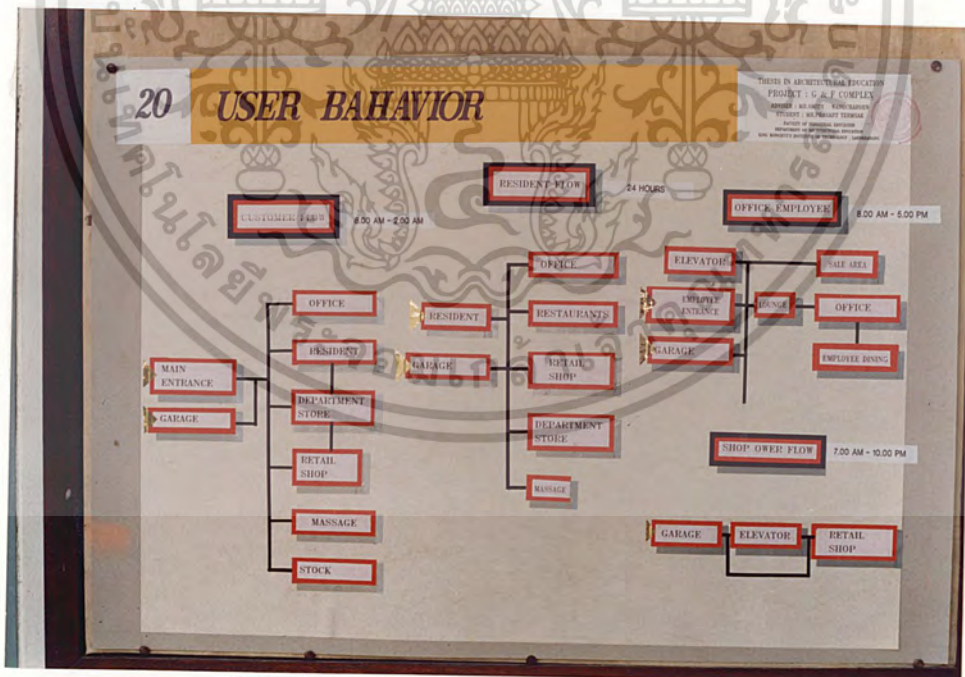 20 USER BAHAVIOR
THESIS IN ARCHITECTURAL EDUCATION
PROJECT : G & F COMPLEX
RESIDENT FLOW
24 HOURS
CUSTOMER FLOW
8.00 AM - 2.00 AM
OFFICE EMPLOYEE
8.00 AM - 5.00 PM
OFFICE
RESIDENT
MAIN
ENTRANCE
GARAGE
DEPARTMENT
STORE
RETAIL
SHOP
MASSAGE
STOCK
RESIDENT
GARAGE
OFFICE
RESTAURANTS
RETAIL
SHOP
DEPARTMENT
STORE
MASSAGE
ELEVATOR
EMPLOYEE
ENTRANCE
GARAGE
LOUNGE
SALE AREA
OFFICE
EMPLOYEE DINING
SHOP OWER FLOW
7.00 AM - 10.00 PM
GARAGE
ELEVATOR
RETAIL
SHOP